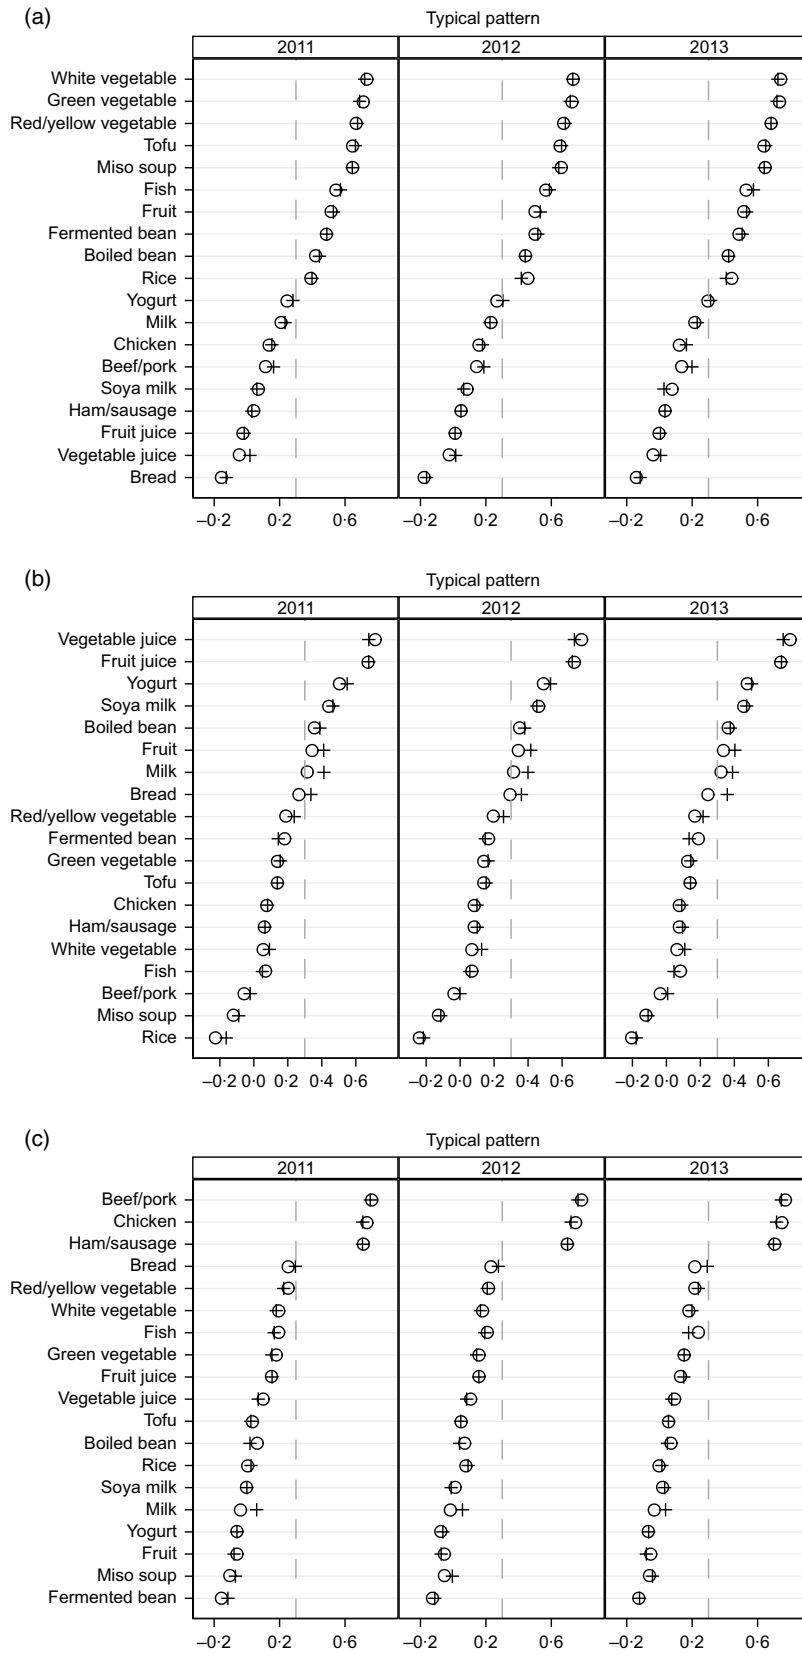 (a)
Typical pattern
2011 2012 2013
White vegetable
Green vegetable
Red/yellow vegetable
Tofu
Miso soup
Fish
Fruit
Fermented bean
Boiled bean
Rice
Yogurt
Milk
Chicken
Beef/pork
Soya milk
Ham/sausage
Fruit juice
Vegetable juice
Bread
–0·2 0·2 0·6 –0·2 0·2 0·6 –0·2 0·2 0·6
(b)
Typical pattern
2011 2012 2013
Vegetable juice
Fruit juice
Yogurt
Soya milk
Boiled bean
Fruit
Milk
Bread
Red/yellow vegetable
Fermented bean
Green vegetable
Tofu
Chicken
Ham/sausage
White vegetable
Fish
Beef/pork
Miso soup
Rice
–0·2 0·0 0·2 0·4 0·6 –0·2 0·0 0·2 0·4 0·6 –0·2 0·0 0·2 0·4 0·6
(c)
Typical pattern
2011 2012 2013
Beef/pork
Chicken
Ham/sausage
Bread
Red/yellow vegetable
White vegetable
Fish
Green vegetable
Fruit juice
Vegetable juice
Tofu
Boiled bean
Rice
Soya milk
Milk
Yogurt
Fruit
Miso soup
Fermented bean
–0·2 0·2 0·6 –0·2 0·2 0·6 –0·2 0·2 0·6